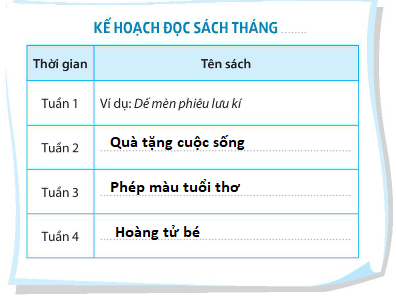 KẾ HOẠCH ĐỌC SÁCH THÁNG ........
Thời gian Tên sách
Tuần 1 Ví dụ: Dế mèn phiêu lưu kí
Tuần 2 Quà tặng cuộc sống
Tuần 3 Phép màu tuổi thơ
Tuần 4 Hoàng tử bé